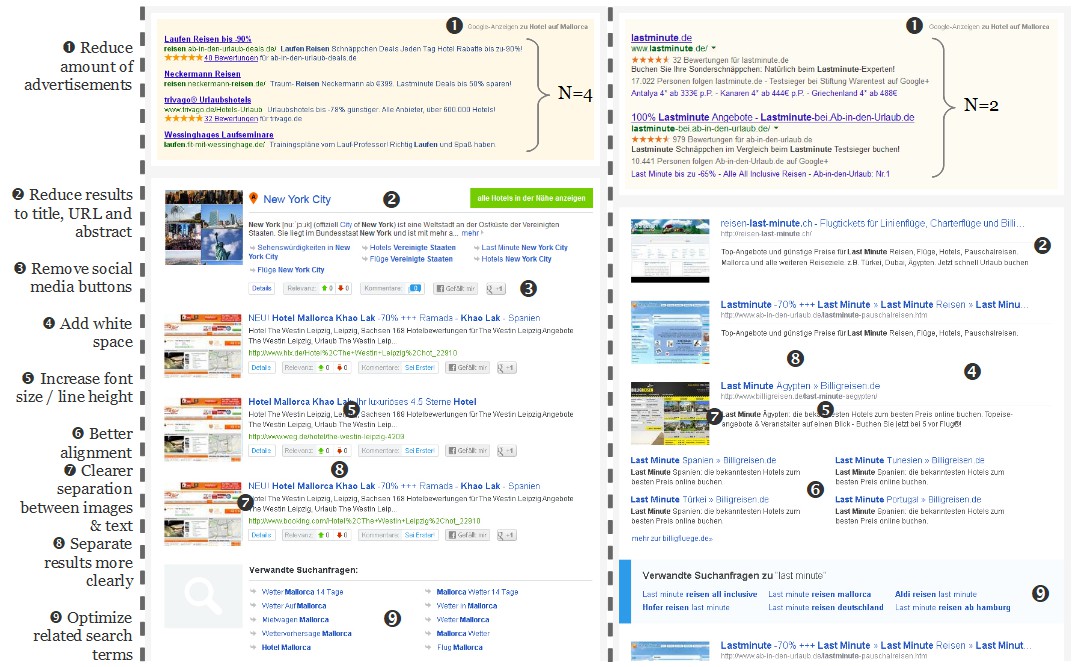 ❶ Reduce
amount of
advertisements
❷ Reduce results
to title, URL and
abstract
❸ Remove social
media buttons
❹ Add white
space
❺ Increase font
size / line height
❻ Better
alignment
❼ Clearer
separation
between images
& text
❽ Separate
results more
clearly
❾ Optimize
related search
terms
❶ Google-Anzeigen zu Hotel auf Mallorca
Laufen Reisen bis -90%
reisen.ab-in-den-urlaub-deals.de/ Laufen Reisen Schnäppchen Deals Jeden Tag Hotel Rabatte bis zu-90%!
40 Bewertungen für ab-in-den-urlaub-deals.de
Neckermann Reisen
reisen.neckermann-reisen.de/ Traum- Reisen Neckermann ab €399. Lastminute Deals bis 50% sparen!
trivago® Urlaubshotels
www.trivago.de/Hotels-Urlaub Urlaubshotels bis -78% günstiger. Alle Anbieter, über 600.000 Hotels!
32 Bewertungen für trivago.de
Wessinghages Laufseminare
laufen.fit-mit-wessinghage.de/ Trainingspläne vom Lauf-Professor! Richtig Laufen und Spaß haben.
N=4
New York City ❷
alle Hotels in der Nähe anzeigen
New York [nuː ˈjɔːk] (offiziell City of New York) ist eine Weltstadt an der Ostküste der Vereinigten
Staaten. Sie liegt im Bundesstaat New York und ist mit mehr a... mehr
Sehenswürdigkeiten in New York City Hotels Vereinigte Staaten Last Minute New York City
Flüge New York City Flüge Vereinigte Staaten Hotels New York City
Details Relevanz: 0 0 Kommentare: 0 Gefällt mir +1 ❸
NEU! Hotel Mallorca Khao Lak -70% +++ Ramada - Khao Lak - Spanien
Hotel The Westin Leipzig, Leipzig, Sachsen 168 Hotelbewertungen für The Westin Leipzig Angebote
The Westin Leip, Urlaub The Westin Leip...
http://www.hlx.de/Hotel%2CThe+Westin+Leipzig%2Chot_22910
Details Relevanz: 0 0 Kommentare: Sei Erster! Gefällt mir +1
Hotel Mallorca Khao Lak Ihr luxuriöses 4.5 Sterne Hotel
❺
Hotel The Westin Leipzig, Leipzig, Sachsen 168 Hotelbewertungen für The Westin Leipzig Angebote
The Westin Leip, Urlaub The Westin Leip...
http://www.weg.de/hotel/the-westin-leipzig-4209
Details Relevanz: 0 0 Kommentare: Sei Erster! Gefällt mir +1
❽
NEU! Hotel Mallorca Khao Lak -70% +++ Ramada - Khao Lak - Spanien
❼ Hotel The Westin Leipzig, Leipzig, Sachsen 168 Hotelbewertungen für The Westin Leipzig Angebote
The Westin Leip, Urlaub The Westin Leip...
http://www.booking.com/Hotel%2CThe+Westin+Leipzig%2Chot_22910
Details Relevanz: 0 0 Kommentare: Sei Erster! Gefällt mir +1
Verwandte Suchanfragen:
Wetter Mallorca 14 Tage Mallorca Wetter 14
Wetter Auf Mallorca Wetter in Mallorca
Mietwagen Mallorca ❾ Wetter Mallorca
Wettervorhersage Mallorca Mallorca Wetter
Hotel Mallorca Flug Mallorca
❶ Google-Anzeigen zu Hotel auf Mallorca
lastminute.de
www.lastminute.de/
32 Bewertungen für lastminute.de
Buchen Sie Ihre Sonderschnäppchen: Natürlich beim Lastminute-Experten!
17.022 Personen folgen lastminute.de - Testsieger bei Stiftung Warentest auf Google+
Antalya 4* ab 333€ p.P. - Kanaren 4* ab 444€ p.P. - Griechenland 4* ab 488€
100% Lastminute Angebote - Lastminute-bei.Ab-in-den-Urlaub.de
lastminute-bei.ab-in-den-urlaub.de/
979 Bewertungen für ab-in-den-urlaub.de
Lastminute Schnäppchen im Vergleich beim Lastminute Testsieger buchen!
10.441 Personen folgen Ab-in-den-Urlaub.de auf Google+
Last Minute bis zu -65% - Alle All Inclusive Reisen - Ab-in-den-Urlaub: Nr.1
N=2
reisen-last-minute.ch - Flugtickets für Linienflüge, Charterflüge und Billi...
http://reisen-last-minute.ch/ ❷
Top-Angebote und günstige Preise für Last Minute Reisen, Flüge, Hotels, Pauschalreisen.
Mallorca und alle weiteren Reiseziele. z.B. Türkei, Dubai, Ägypten: Jetzt schnell Urlaub buchen
Lastminute -70% +++ Last Minute » Last Minute Reisen » Last Minu...
http://www.ab-in-den-urlaub.de/lastminute-pauschalreisen.htm
Top-Angebote und günstige Preise für Last Minute Reisen, Flüge, Hotels, Pauschalreisen.
❽
❹
Last Minute Ägypten » Billigreisen.de
http://www.billigreisen.de/last-minute-aegypten/
❺
❼ Last Minute Ägypten: die bekanntesten Hotels zum besten Preis online buchen. Topeise-
angebote & Veranstalter auf einen Blick - Buchen Sie jetzt bei 5 vor Flug®!
Last Minute Spanien » Billigreisen.de Last Minute Tunesien » Billigreisen.de
Last Minute Spanien: die bekanntesten Hotels zum Last Minute Spanien: die bekanntesten Hotels zum
besten Preis online buchen. besten Preis online buchen.
❻
Last Minute Türkei » Billigreisen.de Last Minute Portugal » Billigreisen.de
Last Minute Spanien: die bekanntesten Hotels zum Last Minute Spanien: die bekanntesten Hotels zum
besten Preis online buchen. besten Preis online buchen.
mehr zur billigfluege.de»
Verwandte Suchanfragen zu "last minute"
Last minute reisen all inclusive Last minute reisen mallorca Aldi reisen last minute ❾
Hofer reisen last minute Last minute reisen deutschland Last minute reisen ab hamburg
Lastminute -70% +++ Last Minute » Last Minute Reisen » Last Minut...
http://www.ab-in-den-urlaub.de/lastminute-pauschalreisen.htm